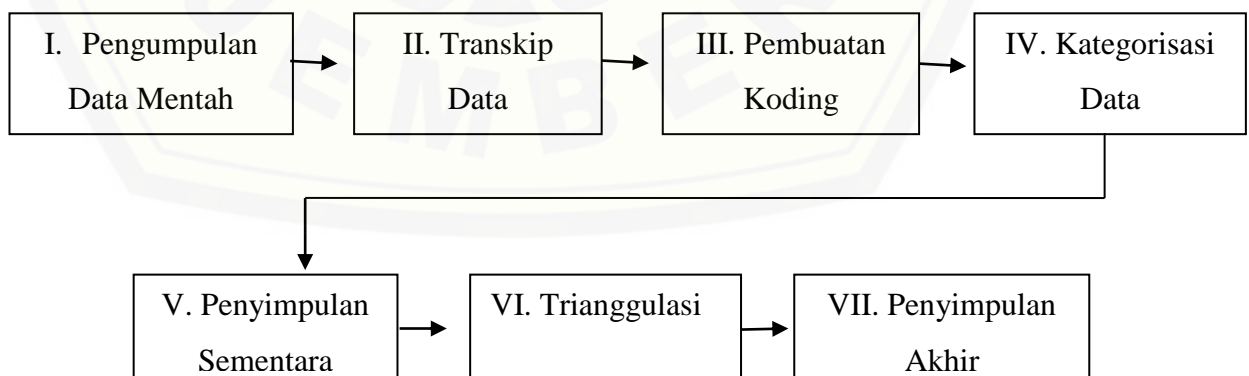 I. Pengumpulan
Data Mentah
II. Transkip
Data
III. Pembuatan
Koding
IV. Kategorisasi
Data
EMBER
V. Penyimpulan
Sementara
VI. Trianggulasi
VII. Penyimpulan
Akhir